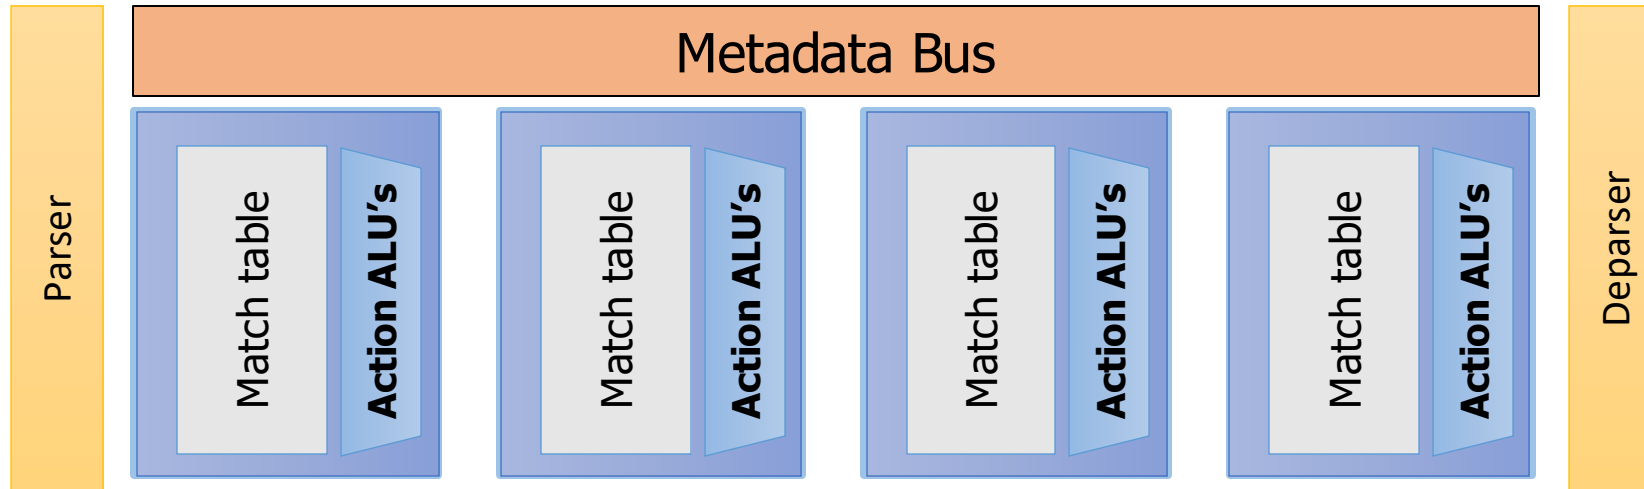 Parser
Metadata Bus
Match table
Action ALU's
Match table
Action ALU's
Match table
Action ALU's
Match table
Action ALU's
Deparser